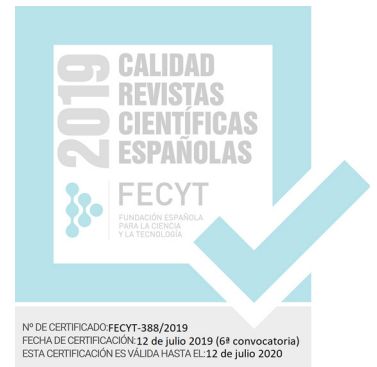 2019
CALIDAD
REVISTAS
CIENTÍFICAS
ESPAÑOLAS
FECYT
FUNDACIÓN ESPAÑOLA
PARA LA CIENCIA
Y LA TECNOLOGÍA
Nº DE CERTIFICADO:FECYT-388/2019
FECHA DE CERTIFICACIÓN:12 de julio 2019 (6ª convocatoria)
ESTA CERTIFICACIÓN ES VÁLIDA HASTA EL:12 de julio 2020